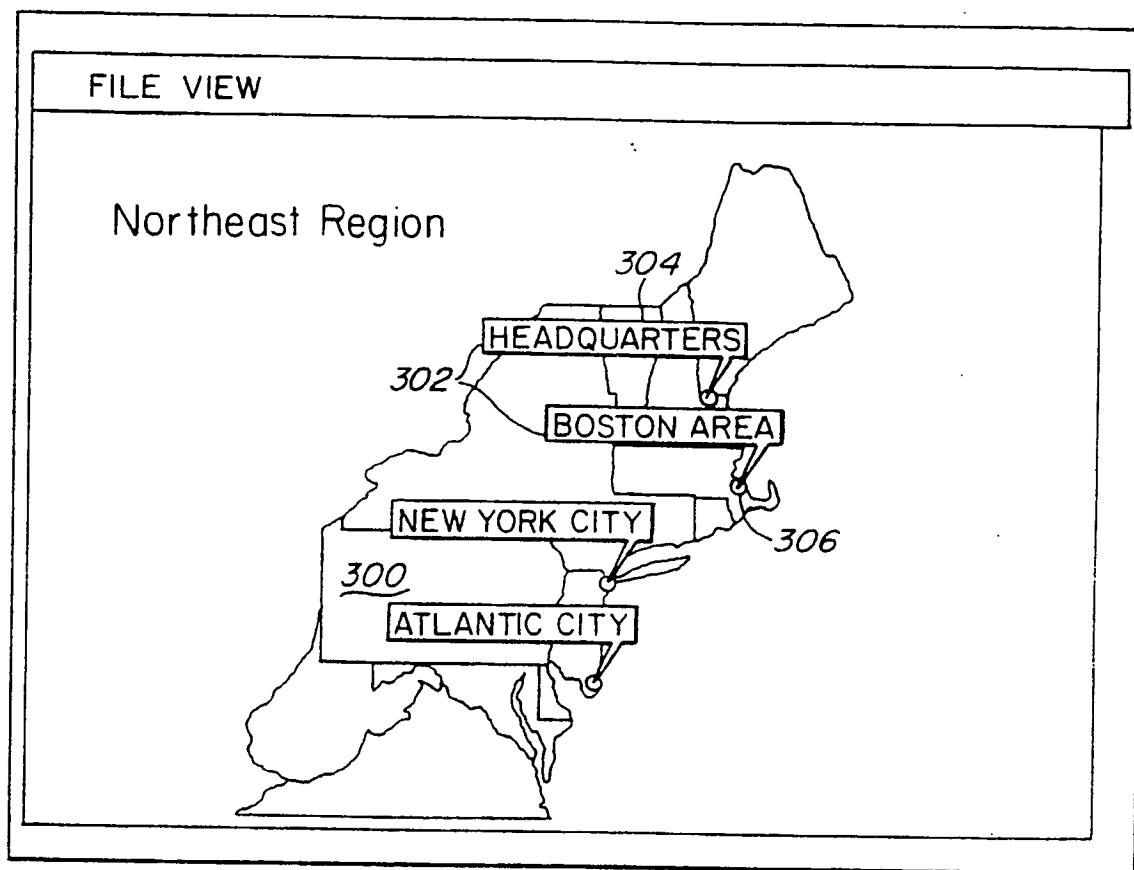 FILE VIEW
Northeast Region
304
HEADQUARTERS
302
BOSTON AREA
NEW YORK CITY
306
300
ATLANTIC CITY